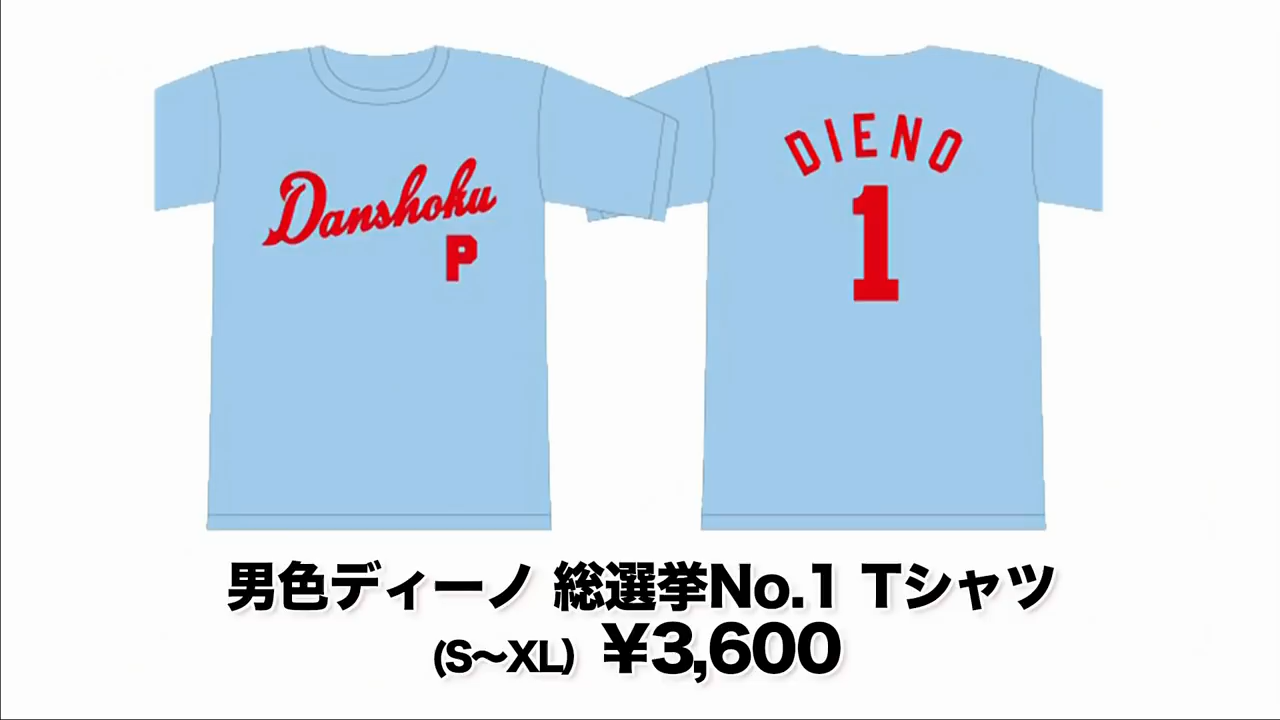 Danshoku
P
DIENO
1
男色ディーノ 総選挙No.1 Tシャツ
(S～XL) ¥3,600